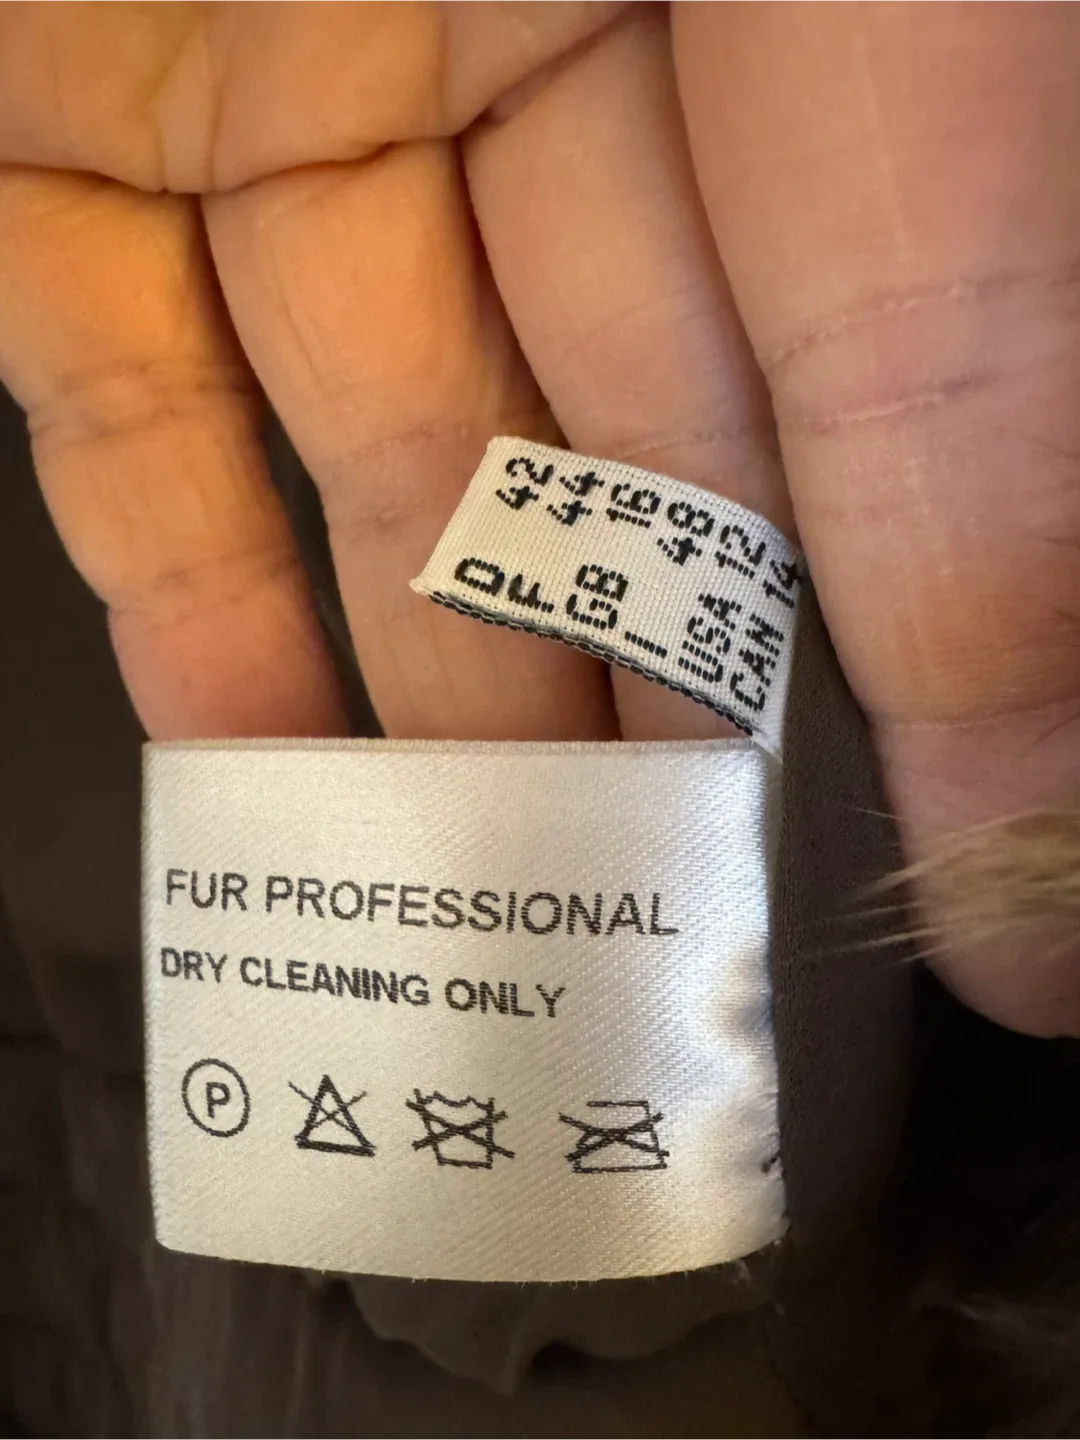 D 42
F 44
GB 16
I 48
USA 12
CAN 14
FUR PROFESSIONAL
DRY CLEANING ONLY
P